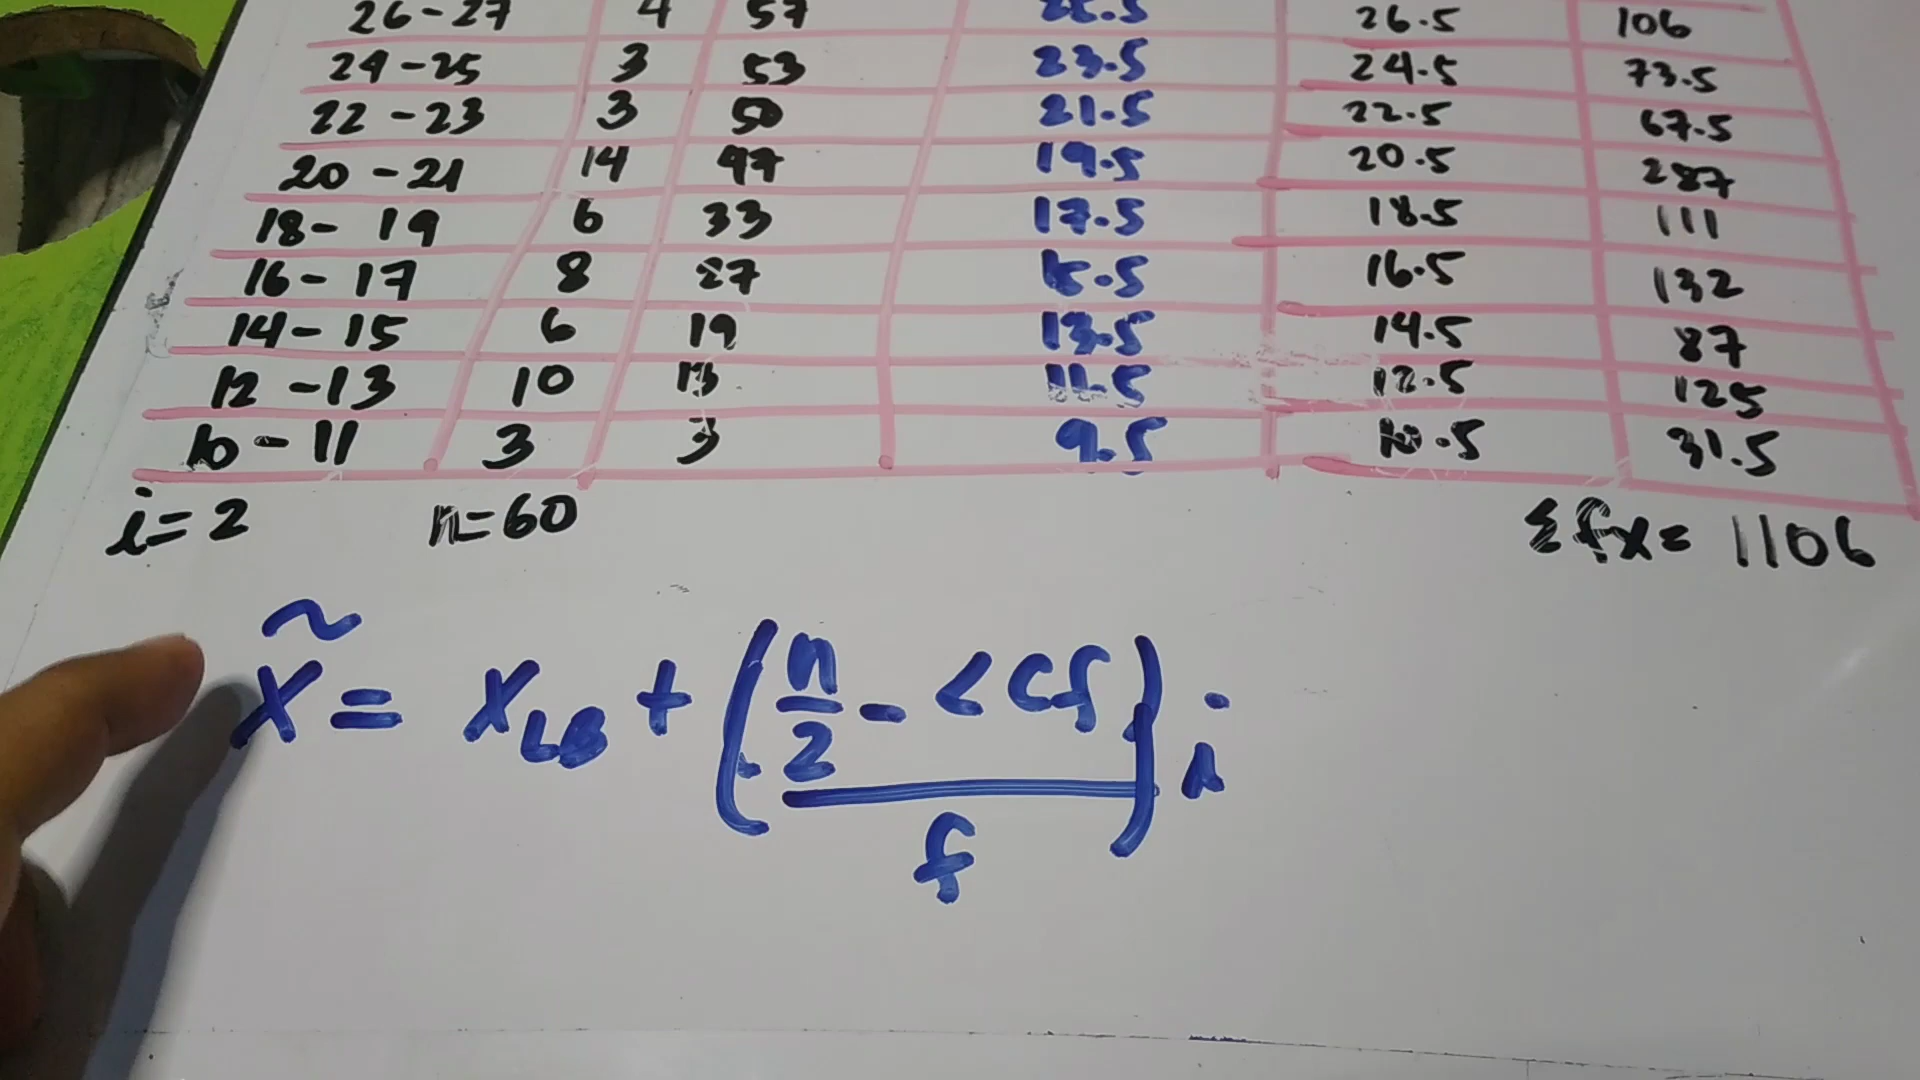 26-27 4 57 25.5 26.5 106
24-25 3 53 23.5 24.5 73.5
22-23 3 50 21.5 22.5 67.5
20-21 14 47 19.5 20.5 287
18-19 6 33 17.5 18.5 111
16-17 8 27 15.5 16.5 132
14-15 6 19 13.5 14.5 87
12-13 10 13 11.5 12.5 125
10-11 3 3 9.5 10.5 31.5
i=2 n=60 Σfx= 1106
x̃ = x_LB + ((n/2 - <cf)/f) i